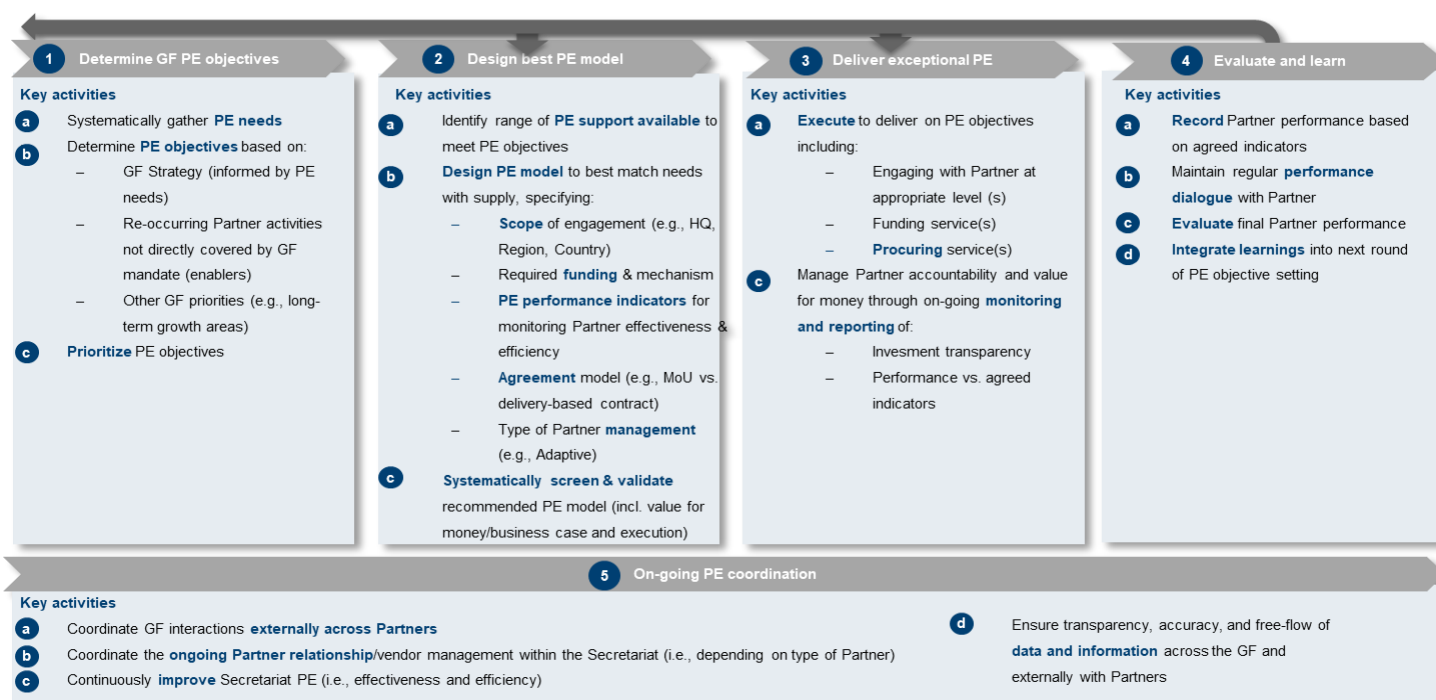 1 Determine GF PE objectives
Key activities
a Systematically gather PE needs
b Determine PE objectives based on:
– GF Strategy (informed by PE
needs)
– Re-occurring Partner activities
not directly covered by GF
mandate (enablers)
– Other GF priorities (e.g., long-
term growth areas)
c Prioritize PE objectives
2 Design best PE model
Key activities
a Identify range of PE support available to
meet PE objectives
b Design PE model to best match needs
with supply, specifying:
– Scope of engagement (e.g., HQ,
Region, Country)
– Required funding & mechanism
– PE performance indicators for
monitoring Partner effectiveness &
efficiency
– Agreement model (e.g., MoU vs.
delivery-based contract)
– Type of Partner management
(e.g., Adaptive)
c Systematically screen & validate
recommended PE model (incl. value for
money/business case and execution)
3 Deliver exceptional PE
Key activities
a Execute to deliver on PE objectives
including:
– Engaging with Partner at
appropriate level (s)
– Funding service(s)
– Procuring service(s)
c Manage Partner accountability and value
for money through on-going monitoring
and reporting of:
– Invesment transparency
– Performance vs. agreed
indicators
4 Evaluate and learn
Key activities
a Record Partner performance based
on agreed indicators
b Maintain regular performance
dialogue with Partner
c Evaluate final Partner performance
d Integrate learnings into next round
of PE objective setting
5 On-going PE coordination
Key activities
a Coordinate GF interactions externally across Partners
b Coordinate the ongoing Partner relationship/vendor management within the Secretariat (i.e., depending on type of Partner)
c Continuously improve Secretariat PE (i.e., effectiveness and efficiency)
d Ensure transparency, accuracy, and free-flow of
data and information across the GF and
externally with Partners